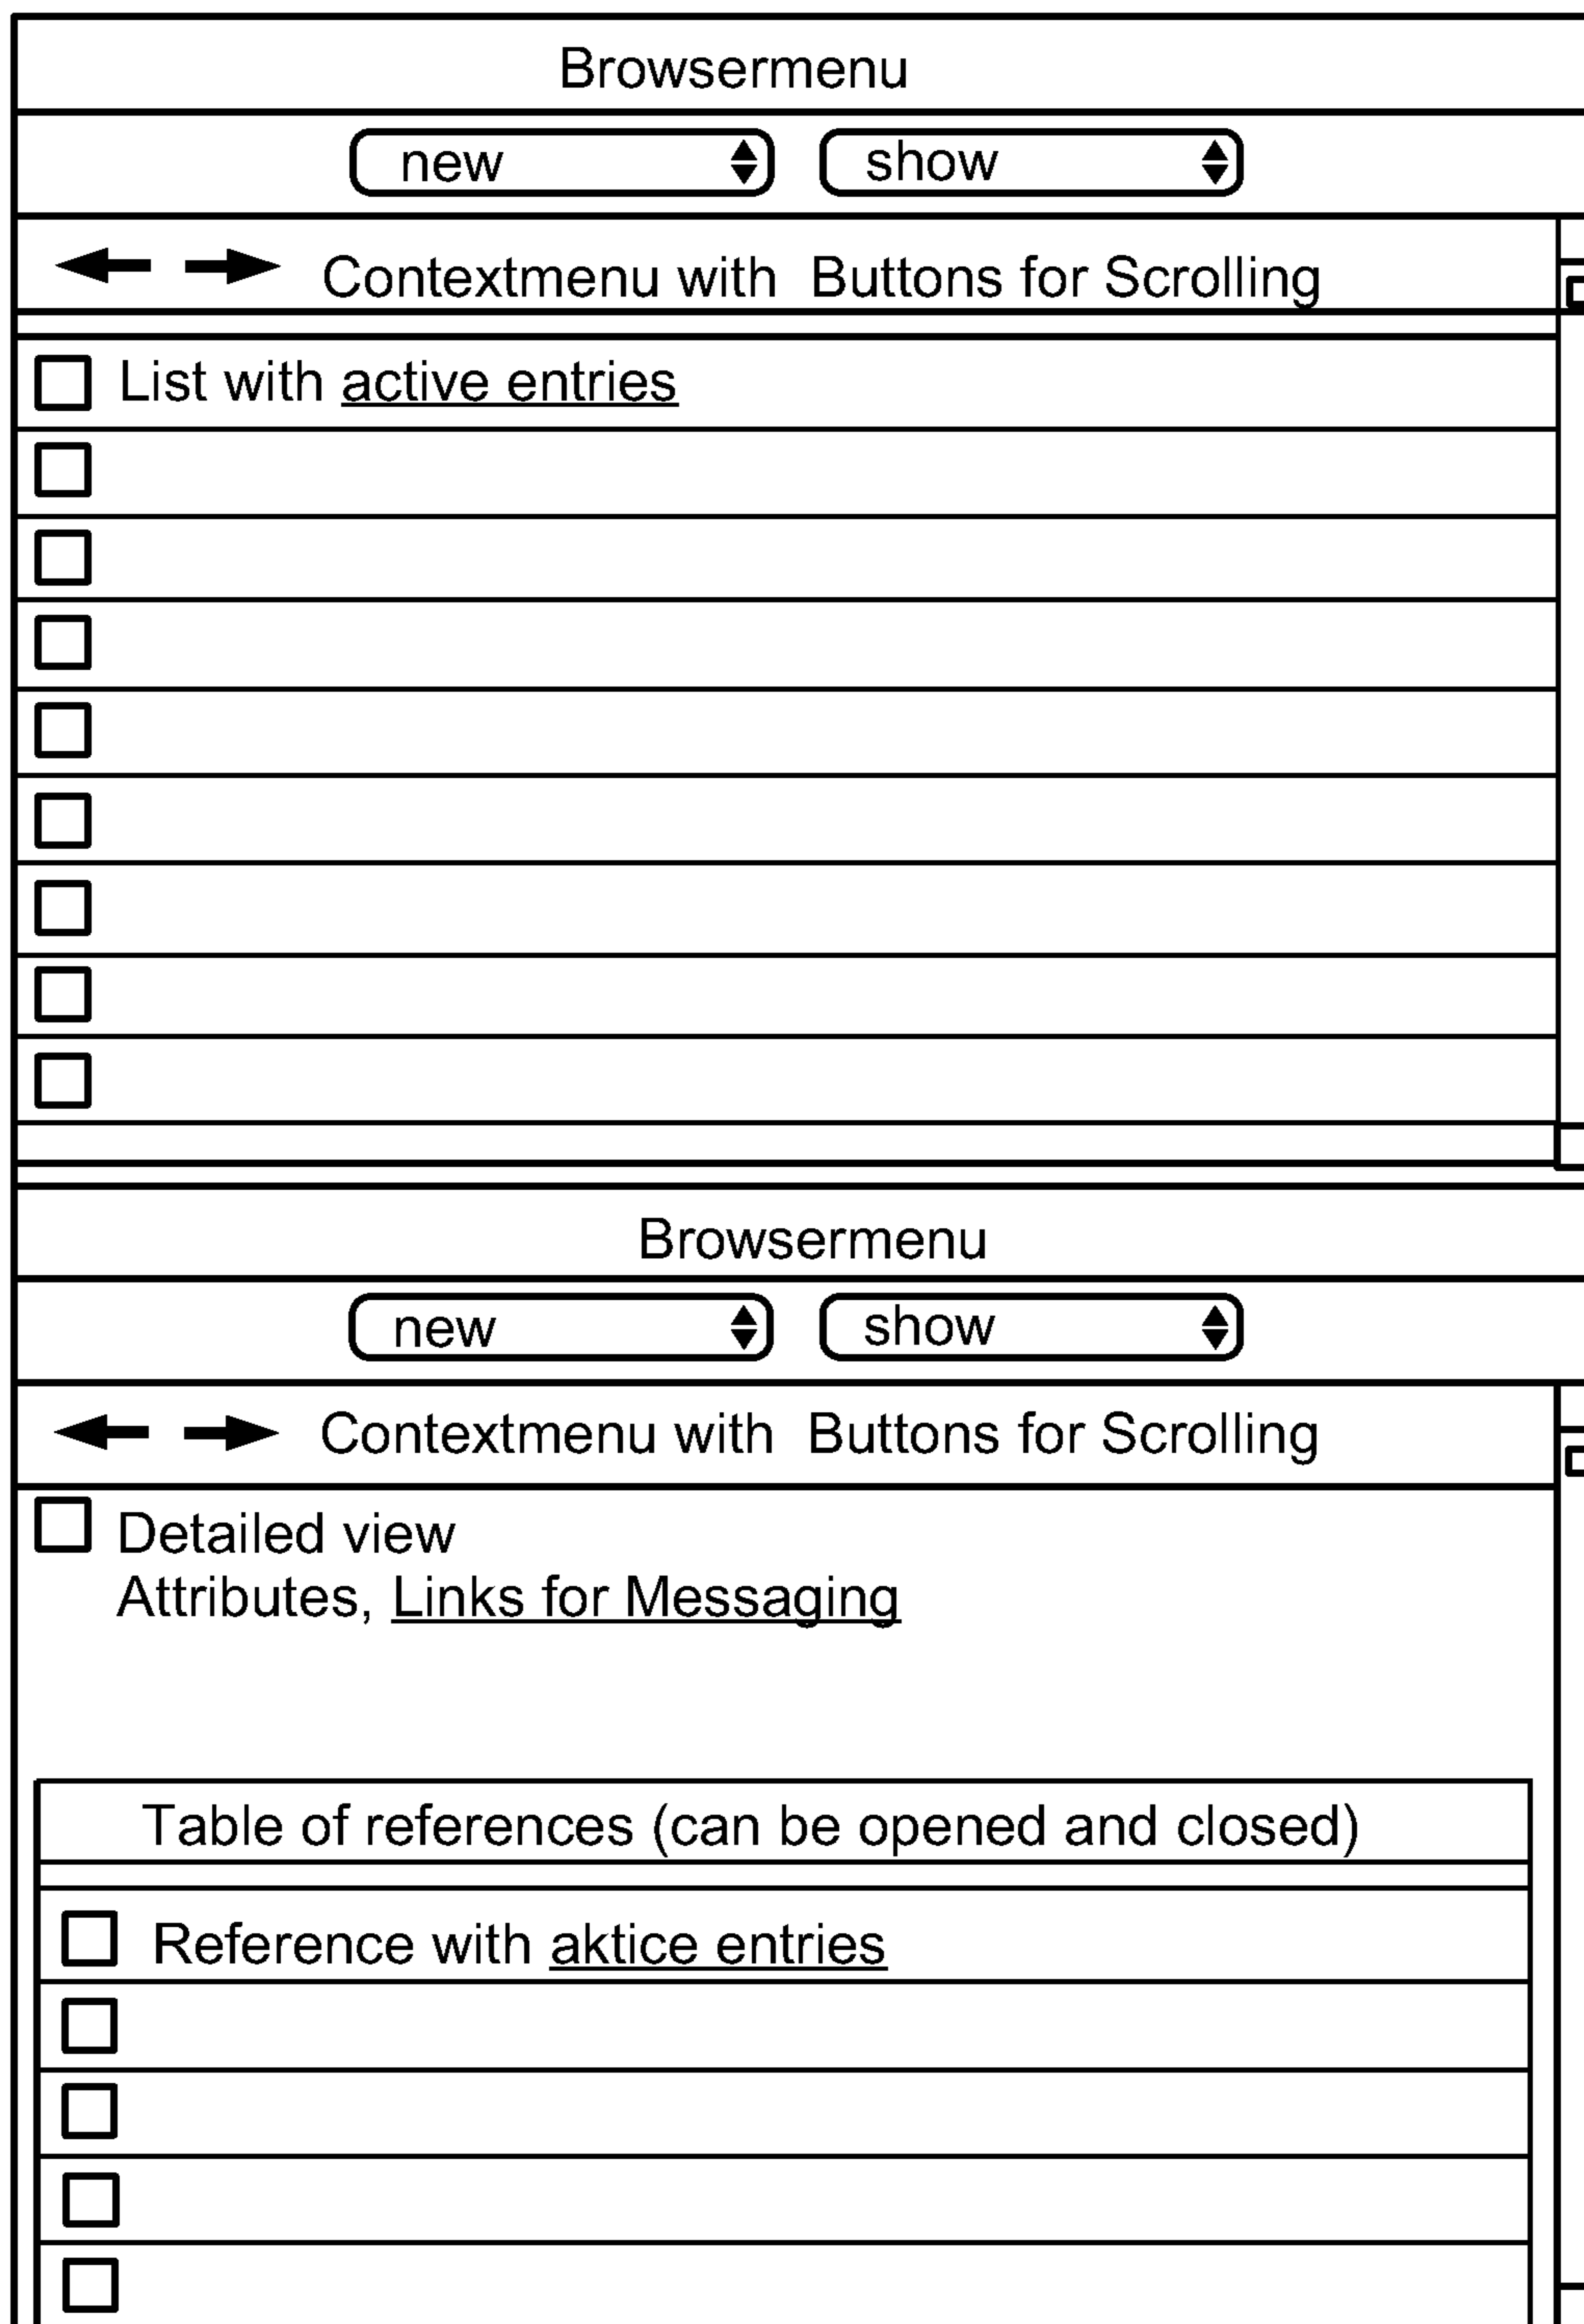 Browsermenu
new show
Contextmenu with Buttons for Scrolling
List with active entries
Browsermenu
new show
Contextmenu with Buttons for Scrolling
Detailed view
Attributes, Links for Messaging
Table of references (can be opened and closed)
Reference with aktice entries